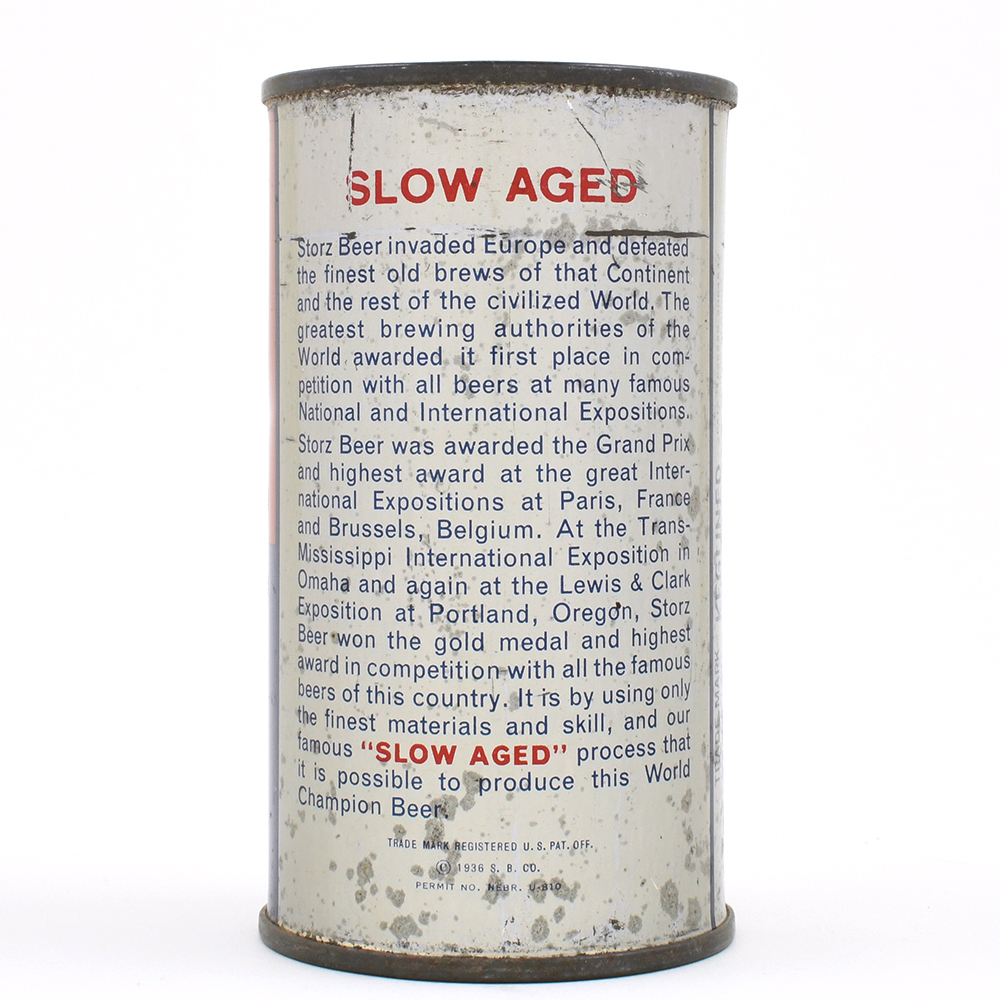 SLOW AGED
Storz Beer invaded Europe and defeated
the finest old brews of that Continent
and the rest of the civilized World. The
greatest brewing authorities of the
World awarded it first place in com-
petition with all beers at many famous
National and International Expositions.
Storz Beer was awarded the Grand Prix
and highest award at the great Inter-
national Expositions at Paris, France
and Brussels, Belgium. At the Trans-
Mississippi International Exposition in
Omaha and again at the Lewis & Clark
Exposition at Portland, Oregon, Storz
Beer won the gold medal and highest
award in competition with all the famous
beers of this country. It is by using only
the finest materials and skill, and our
famous "SLOW AGED" process that
it is possible to produce this World
Champion Beer.
TRADE MARK REGISTERED U. S. PAT. OFF.
© 1936 S. B. CO.
PERMIT NO. NEBR. U-810
TRADE MARK